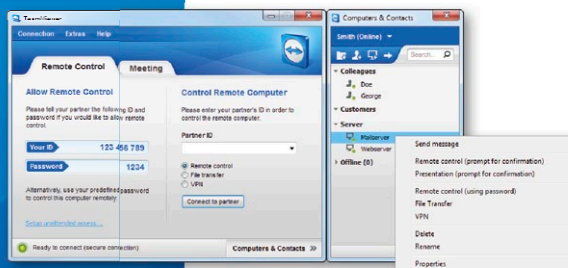 TeamViewer
Connection Extras Help
Remote Control
Meeting
Allow Remote Control
Please tell your partner the following ID and
password if you would like to allow remote
control.
Your ID
123 456 789
Password
1234
Alternatively, use your predefined password
to control this computer remotely.
Setup unattended access...
Ready to connect (secure connection)
Control Remote Computer
Please enter your partner's ID in order to
control the remote computer.
Partner ID
Remote control
File transfer
VPN
Connect to partner
Computers & Contacts
Computers & Contacts
Smith (Online)
Search...
Colleagues
Doe
George
Customers
Server
Mailserver
Webserver
Offline (0)
Send message
Remote control (prompt for confirmation)
Presentation (prompt for confirmation)
Remote control (using password)
File Transfer
VPN
Delete
Rename
Properties